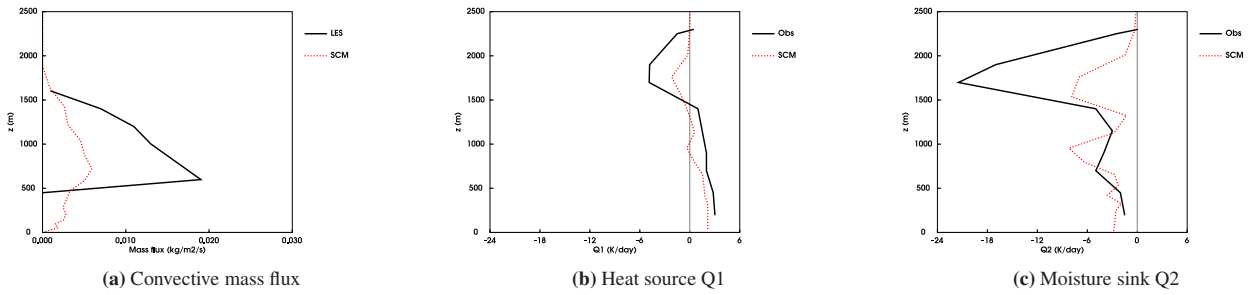 2500
2000
1500
1000
500
0
z (m)
0.000
0.010
0.020
0.030
Mass flux (kg/m2/s)
LES
SCM
(a) Convective mass flux
2500
2000
1500
1000
500
0
z (m)
-24
-18
-12
-6
0
6
Q1 (K/day)
Obs
SCM
(b) Heat source Q1
2500
2000
1500
1000
500
0
z (m)
-24
-18
-12
-6
0
6
Q2 (K/day)
Obs
SCM
(c) Moisture sink Q2